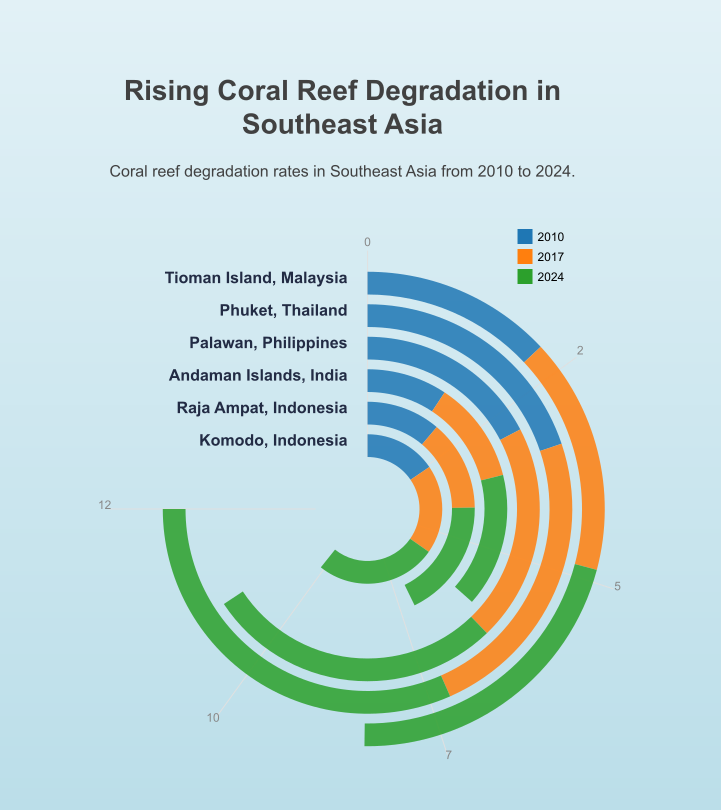 Rising Coral Reef Degradation in
Southeast Asia
Coral reef degradation rates in Southeast Asia from 2010 to 2024.
0
2010
2017
2024
Tioman Island, Malaysia
Phuket, Thailand
Palawan, Philippines
Andaman Islands, India
Raja Ampat, Indonesia
Komodo, Indonesia
2
12
5
10
7